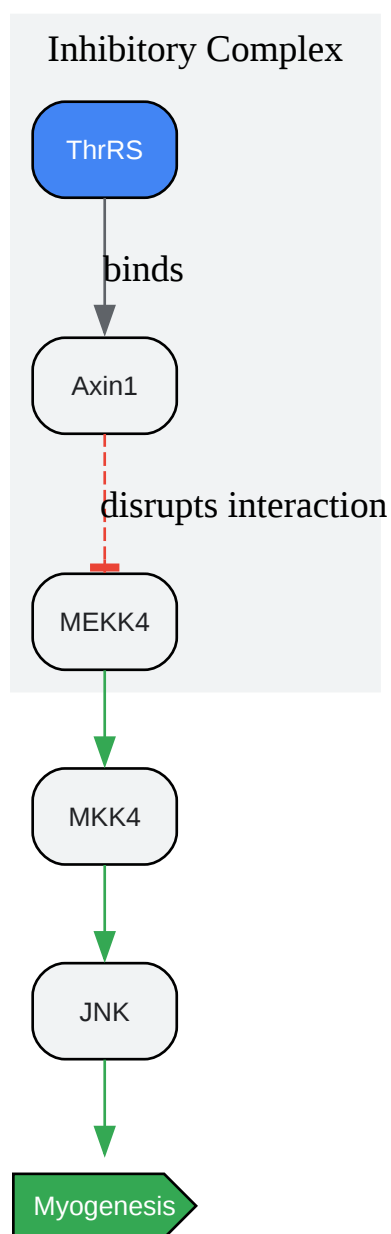 Inhibitory Complex
ThrRS
binds
Axin1
disrupts interaction
MEKK4
MKK4
JNK
Myogenesis